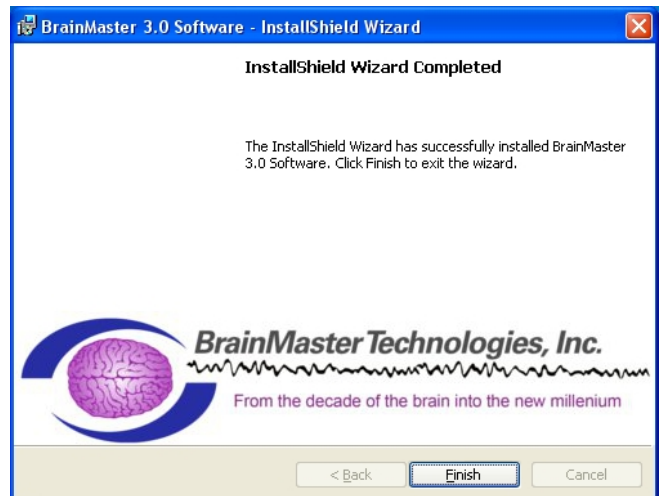 BrainMaster 3.0 Software - InstallShield Wizard
InstallShield Wizard Completed
The InstallShield Wizard has successfully installed BrainMaster
3.0 Software. Click Finish to exit the wizard.
BrainMaster Technologies, Inc.
From the decade of the brain into the new millenium
< Back
Finish
Cancel